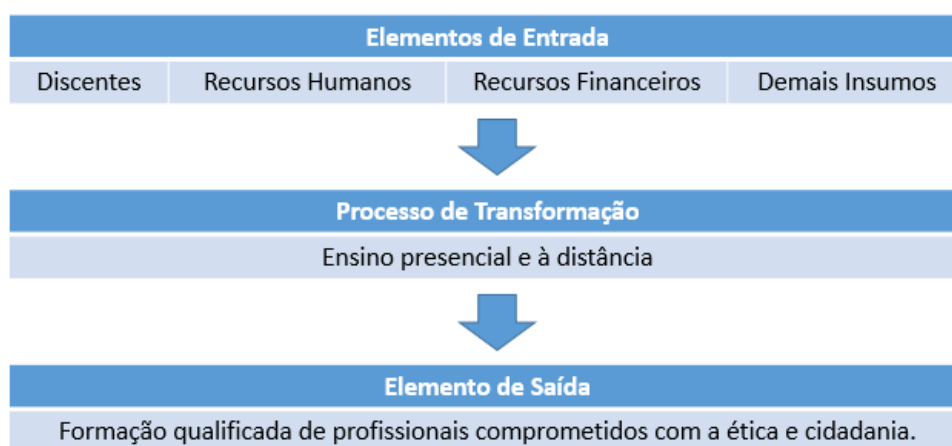 Elementos de Entrada
Discentes Recursos Humanos Recursos Financeiros Demais Insumos
Processo de Transformação
Ensino presencial e à distância
Elemento de Saída
Formação qualificada de profissionais comprometidos com a ética e cidadania.